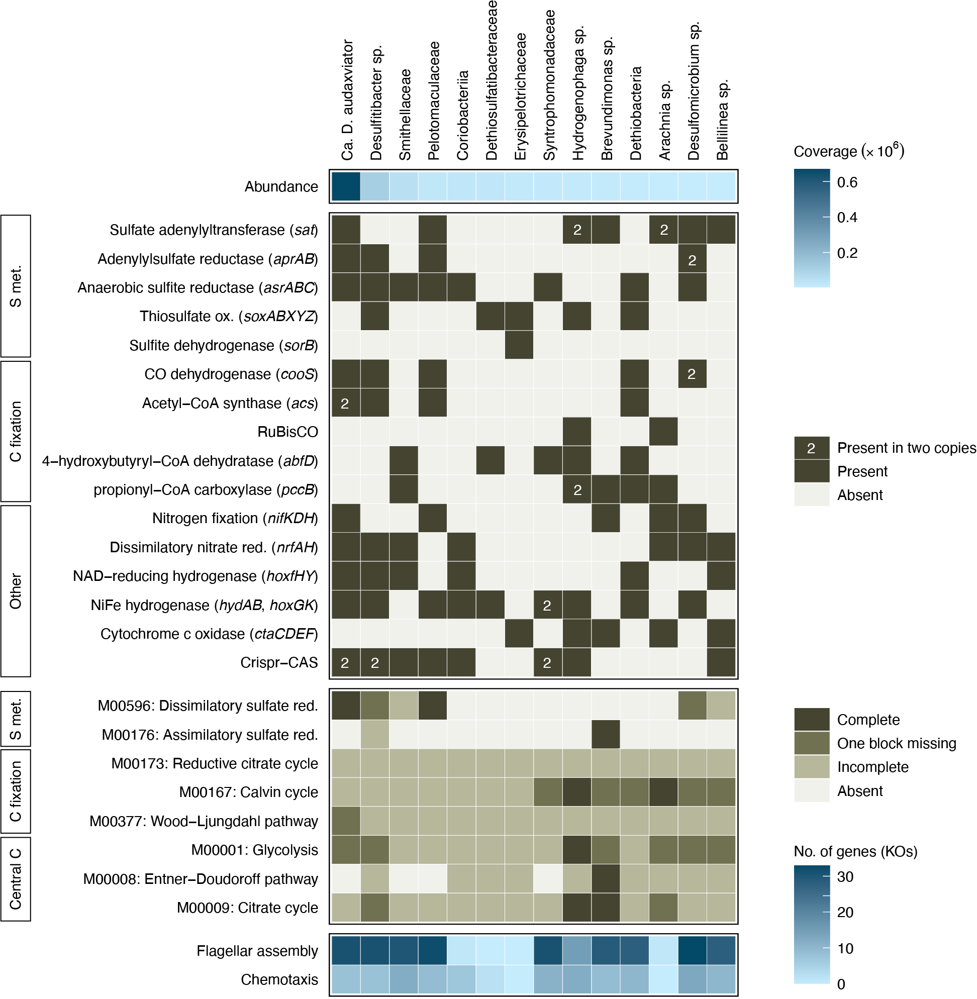 Ca. D. audaxviator
Desulfitibacter sp.
Smithellaceae
Pelotomaculaceae
Coriobacteriia
Dethiosulfatibacteraceae
Erysipelotrichaceae
Syntrophomonadaceae
Hydrogenophaga sp.
Brevundimonas sp.
Dethiobacteria
Arachnia sp.
Desulfomicrobium sp.
Bellilinea sp.
Abundance
Coverage (× 10⁶)
0.6
0.4
0.2
S met.
Sulfate adenylyltransferase (sat)
2
2
Adenylylsulfate reductase (aprAB)
2
Anaerobic sulfite reductase (asrABC)
Thiosulfate ox. (soxABXYZ)
Sulfite dehydrogenase (sorB)
C fixation
CO dehydrogenase (cooS)
2
Acetyl−CoA synthase (acs)
2
RuBisCO
4−hydroxybutyryl−CoA dehydratase (abfD)
propionyl−CoA carboxylase (pccB)
2
2 Present in two copies
Present
Absent
Other
Nitrogen fixation (nifKDH)
Dissimilatory nitrate red. (nrfAH)
NAD−reducing hydrogenase (hoxfHY)
NiFe hydrogenase (hydAB, hoxGK)
2
Cytochrome c oxidase (ctaCDEF)
Crispr−CAS
2
2
2
S met.
M00596: Dissimilatory sulfate red.
M00176: Assimilatory sulfate red.
C fixation
M00173: Reductive citrate cycle
M00167: Calvin cycle
M00377: Wood−Ljungdahl pathway
Complete
One block missing
Incomplete
Absent
Central C
M00001: Glycolysis
M00008: Entner−Doudoroff pathway
M00009: Citrate cycle
Flagellar assembly
Chemotaxis
No. of genes (KOs)
30
20
10
0